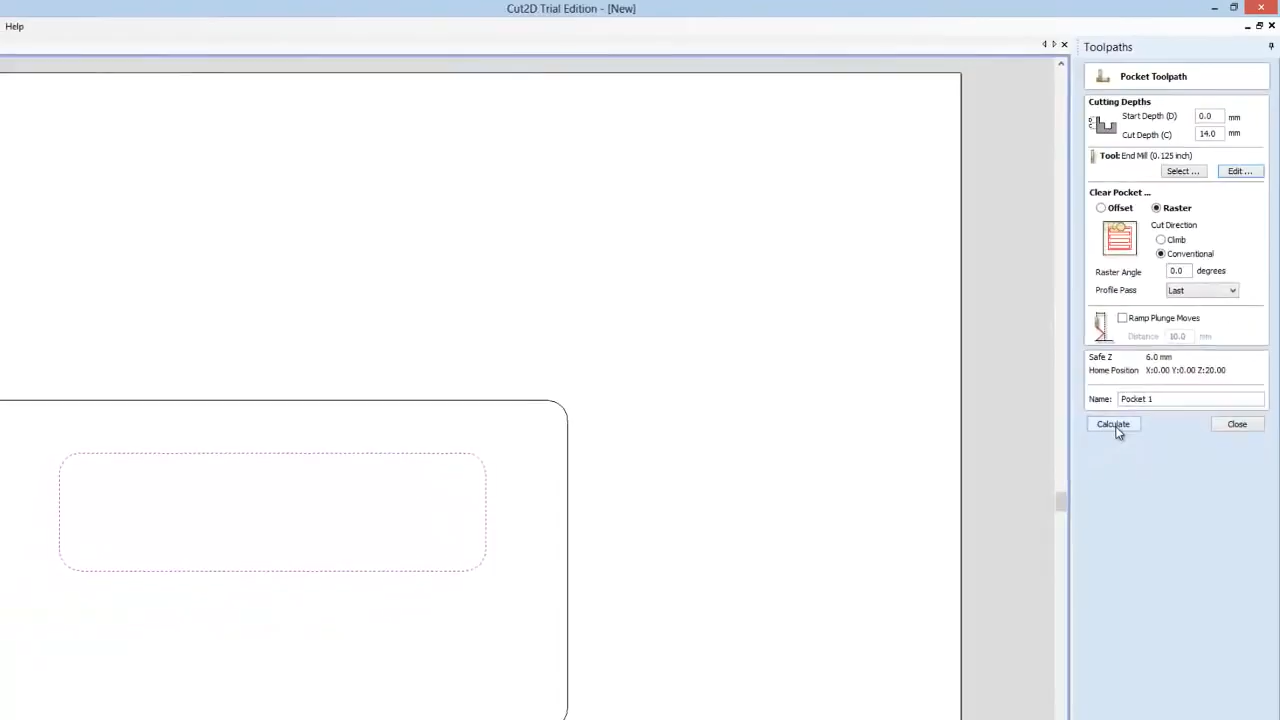 Cut2D Trial Edition - [New]
Help
Toolpaths
Pocket Toolpath
Cutting Depths
Start Depth (D) 0.0 mm
Cut Depth (C) 14.0 mm
Tool: End Mill (0.125 inch)
Select ... Edit ...
Clear Pocket ...
Offset Raster
Cut Direction
Climb
Conventional
Raster Angle 0.0 degrees
Profile Pass Last
Ramp Plunge Moves
Distance 10.0 mm
Safe Z 6.0 mm
Home Position X:0.00 Y:0.00 Z:20.00
Name: Pocket 1
Calculate Close